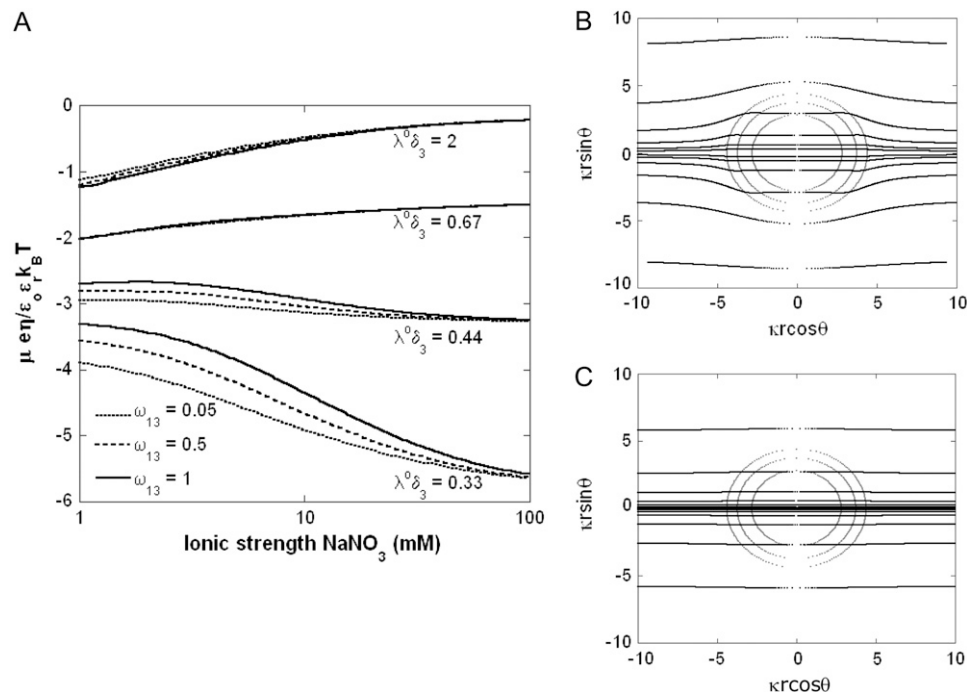 A
0
-1
-2
-3
-4
-5
-6
μ eη/ε₀ εᵣ k_B T
λ° δ₃ = 2
λ° δ₃ = 0.67
λ° δ₃ = 0.44
λ° δ₃ = 0.33
ω₁₃ = 0.05
ω₁₃ = 0.5
ω₁₃ = 1
1 10 100
Ionic strength NaNO₃ (mM)
B
10
5
0
-5
-10
κrsinθ
-10 -5 0 5 10
κrcosθ
C
10
5
0
-5
-10
κrsinθ
-10 -5 0 5 10
κrcosθ